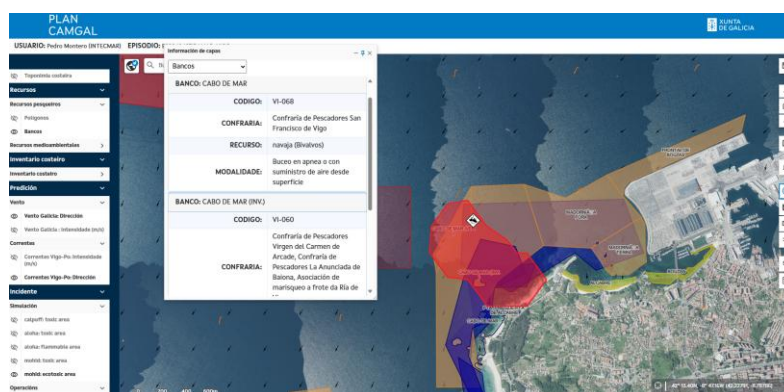 PLAN
CAMGAL
XUNTA
DE GALICIA
USUARIO: Pedro Montero (INTECMAR) EPISODIO:
Información de capas
Bancos
BANCO: CABO DE MAR
CODIGO: VI-068
CONFRARIA: Confraría de Pescadores San
Francisco de Vigo
RECURSO: navaja (Bivalvos)
MODALIDADE: Buceo en apnea o con
suministro de aire desde
superficie
BANCO: CABO DE MAR (INV.)
CODIGO: VI-060
CONFRARIA: Confraría de Pescadores
Virgen del Carmen de
Arcade, Confraría de
Pescadores La Anunciada de
Baiona, Asociación de
marisqueo a frote da Ría de
Toponimia costeira
Recursos
Recursos pesqueiros
Polígonos
Bancos
Recursos medioambientales
Inventario costeiro
Inventario costeiro
Predición
Vento
Vento Galicia: Dirección
Vento Galicia : Intensidade (m/s)
Correntes
Correntes Vigo-Po: Intensidade
(m/s)
Correntes Vigo-Po: Dirección
Incidente
Simulación
calpuff: toxic area
aloha: toxic area
aloha: flammable area
mohid: toxic area
mohid: ecotoxic area
Operacións